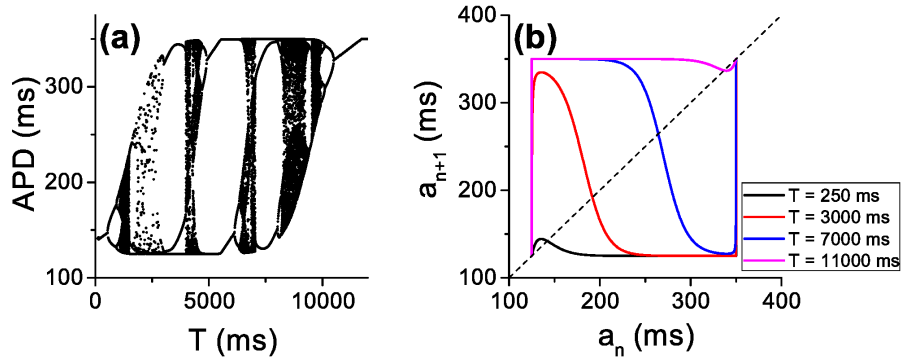 (a)
APD (ms)
300
200
100
0
5000
10000
T (ms)
(b)
a_{n+1} (ms)
400
300
200
100
100
200
300
400
a_n (ms)
T = 250 ms
T = 3000 ms
T = 7000 ms
T = 11000 ms